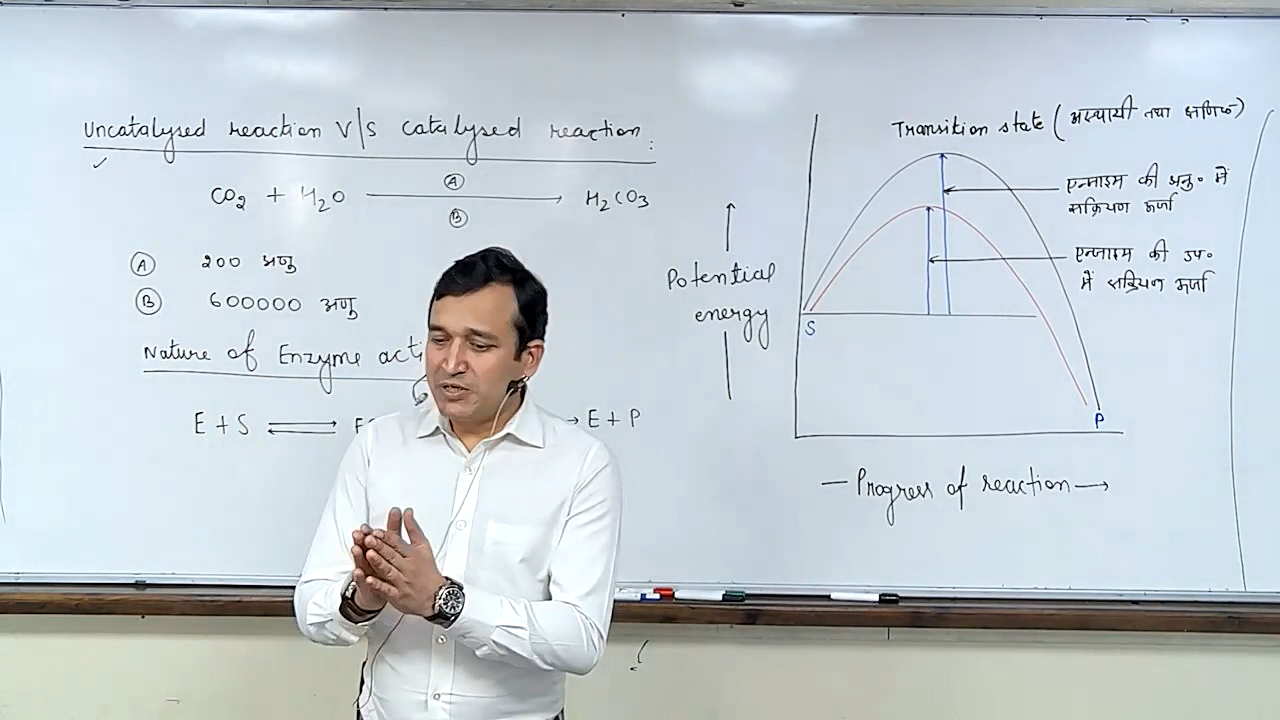 Uncatalysed reaction V/S catalysed reaction:
CO2 + H2O
A
B
H2CO3
A 200 अणु
B 600000 अणु
Nature of Enzyme
E + S
E + P
Transition state (अस्थायी तथा क्षणिक)
एन्जाइम की अनु० में
सक्रियण ऊर्जा
एन्जाइम की उप०
में सक्रियण ऊर्जा
Potential
energy
S
P
— Progress of reaction →